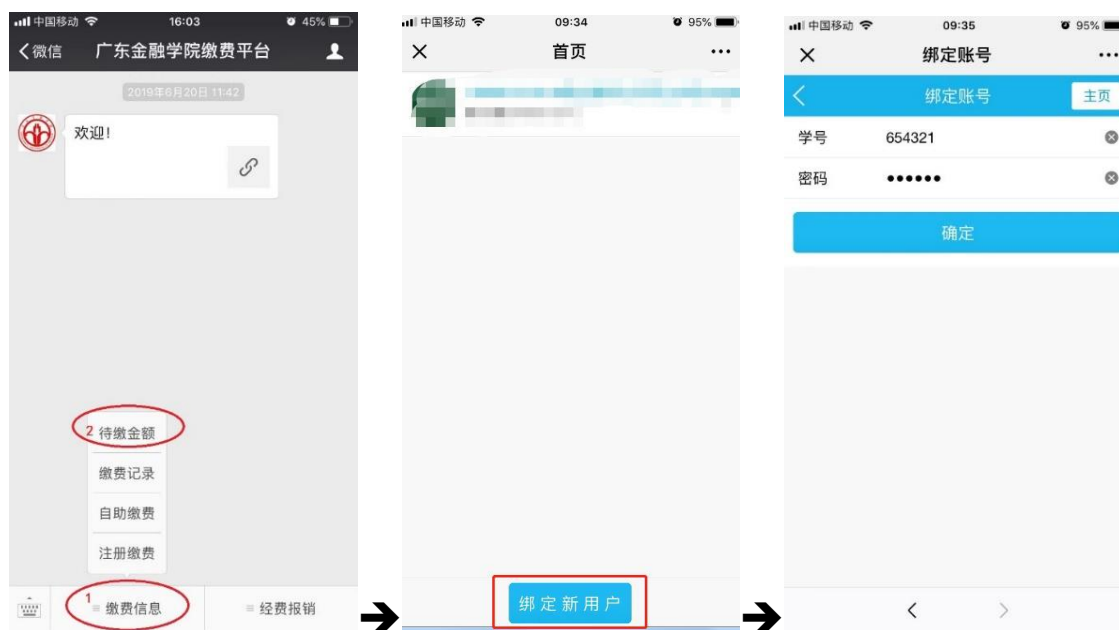 中国移动 16:03 45%
微信 广东金融学院缴费平台
2019年6月20日 11:42
欢迎!
2 待缴金额
缴费记录
自助缴费
注册缴费
1 缴费信息
经费报销
中国移动 09:34 95%
首页
绑定新用户
中国移动 09:35 95%
绑定账号
绑定账号 主页
学号 654321
密码 ••••••
确定